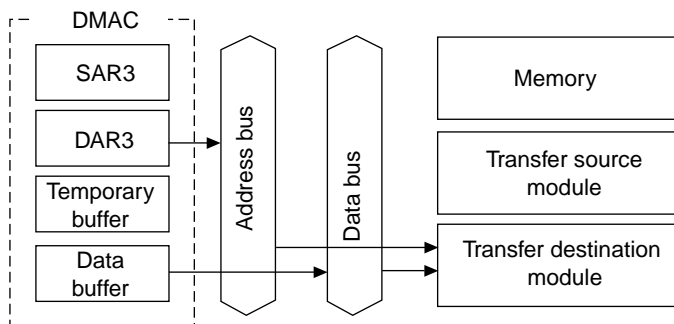 DMAC
SAR3
DAR3
Temporary
buffer
Data
buffer
Address bus
Data bus
Memory
Transfer source
module
Transfer destination
module